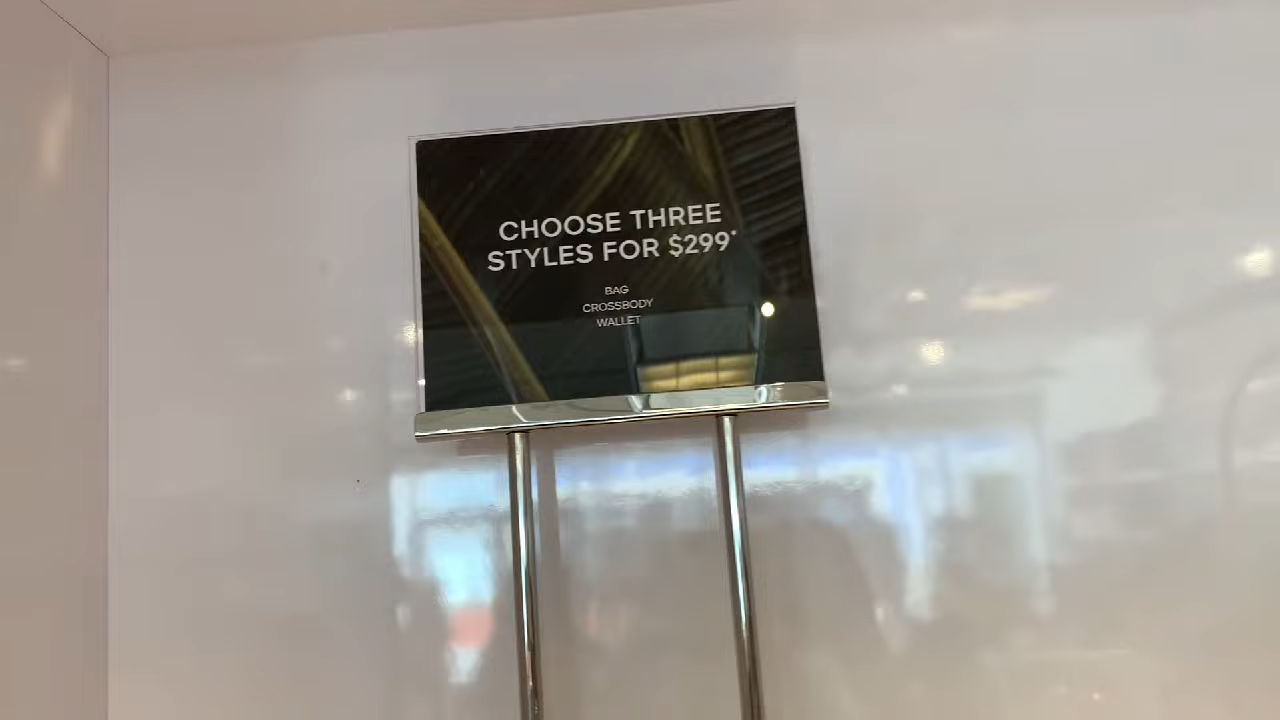 CHOOSE THREE
STYLES FOR $299*
BAG
CROSSBODY
WALLET